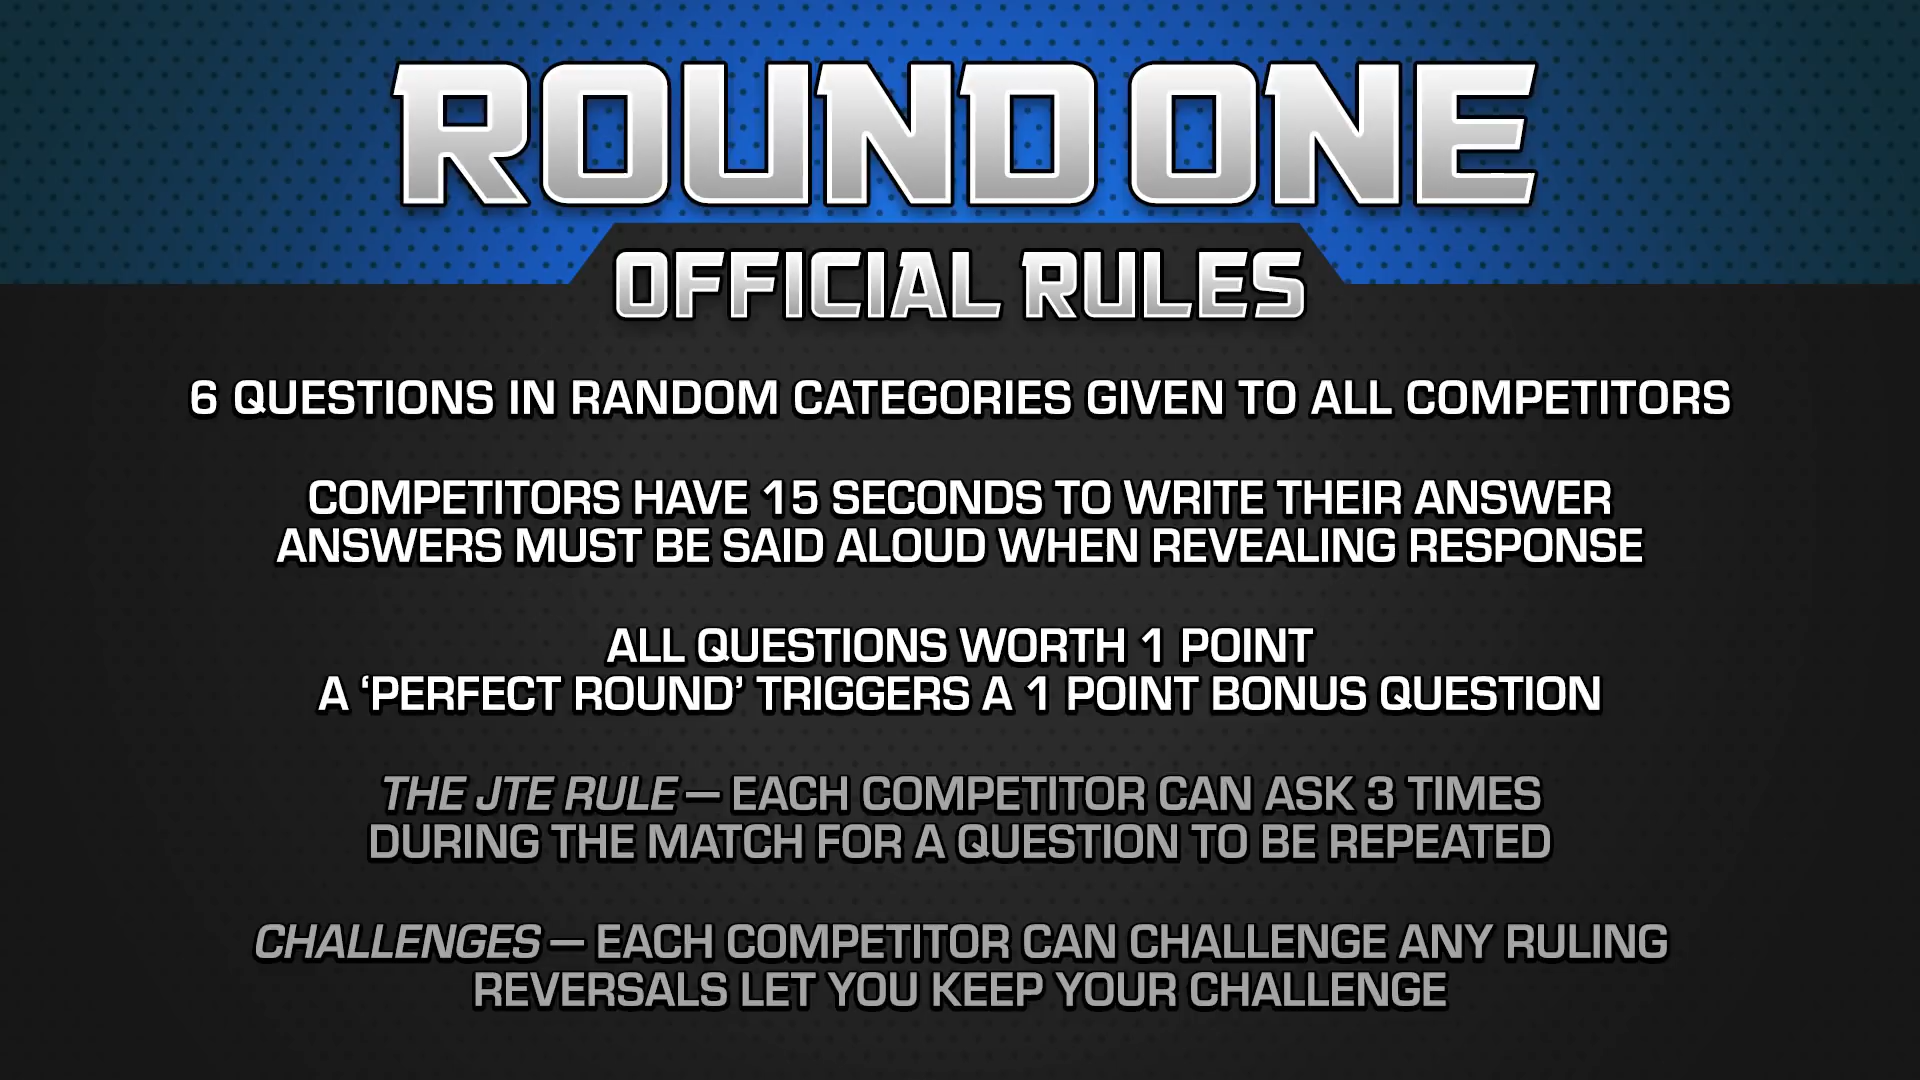 ROUND ONE
OFFICIAL RULES
6 QUESTIONS IN RANDOM CATEGORIES GIVEN TO ALL COMPETITORS
COMPETITORS HAVE 15 SECONDS TO WRITE THEIR ANSWER
ANSWERS MUST BE SAID ALOUD WHEN REVEALING RESPONSE
ALL QUESTIONS WORTH 1 POINT
A ‘PERFECT ROUND’ TRIGGERS A 1 POINT BONUS QUESTION
THE JTE RULE — EACH COMPETITOR CAN ASK 3 TIMES
DURING THE MATCH FOR A QUESTION TO BE REPEATED
CHALLENGES — EACH COMPETITOR CAN CHALLENGE ANY RULING
REVERSALS LET YOU KEEP YOUR CHALLENGE